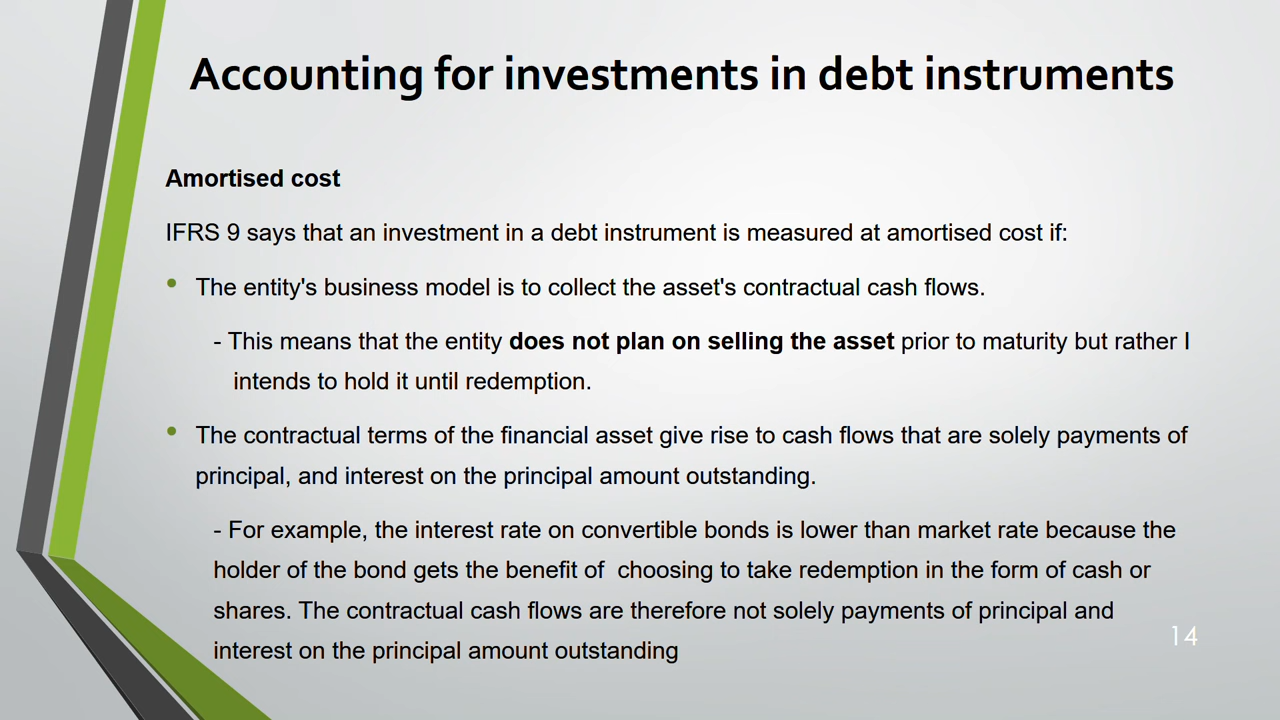 Accounting for investments in debt instruments
Amortised cost
IFRS 9 says that an investment in a debt instrument is measured at amortised cost if:
• The entity's business model is to collect the asset's contractual cash flows.
- This means that the entity does not plan on selling the asset prior to maturity but rather I
intends to hold it until redemption.
• The contractual terms of the financial asset give rise to cash flows that are solely payments of
principal, and interest on the principal amount outstanding.
- For example, the interest rate on convertible bonds is lower than market rate because the
holder of the bond gets the benefit of  choosing to take redemption in the form of cash or
shares. The contractual cash flows are therefore not solely payments of principal and
interest on the principal amount outstanding
14